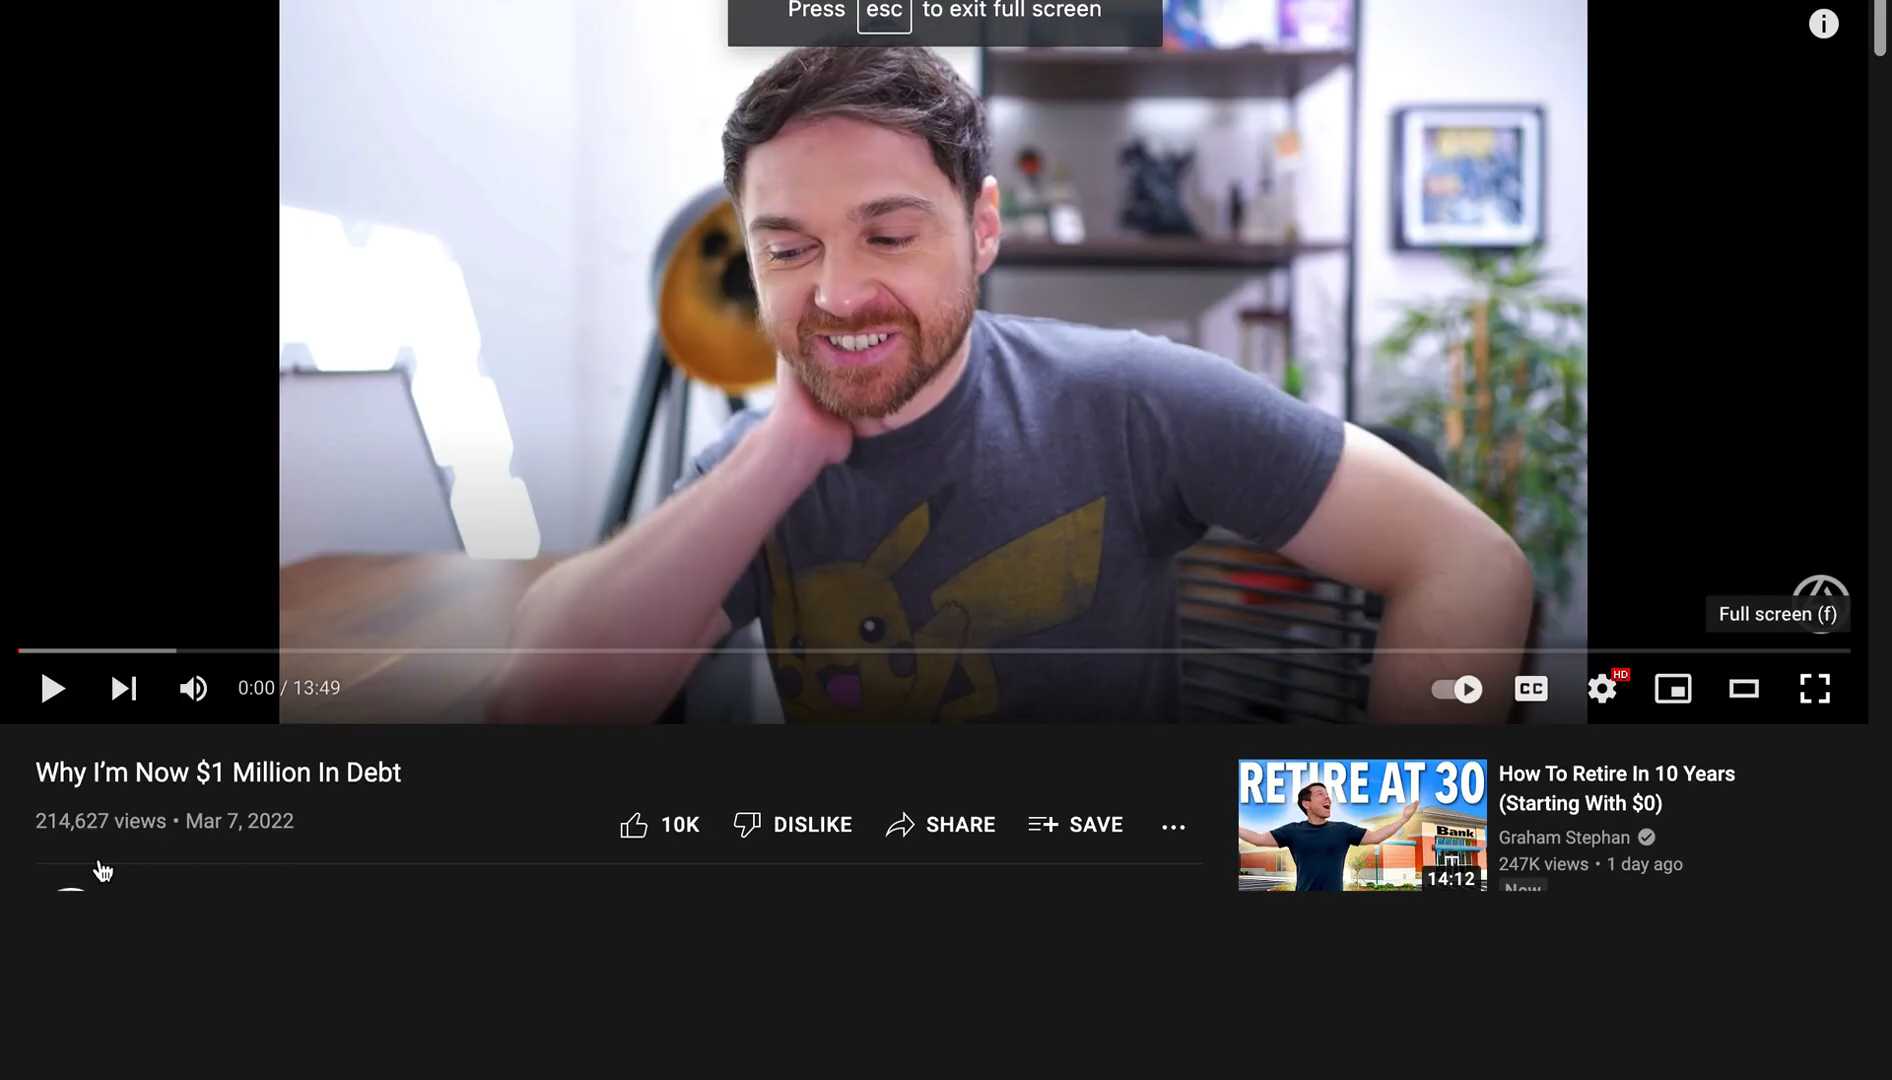 Press esc to exit full screen
Full screen (f)
0:00 / 13:49
CC
HD
Why I'm Now $1 Million In Debt
214,627 views • Mar 7, 2022
10K
DISLIKE
SHARE
SAVE
RETIRE AT 30
Bank
14:12
How To Retire In 10 Years
(Starting With $0)
Graham Stephan
247K views • 1 day ago
New